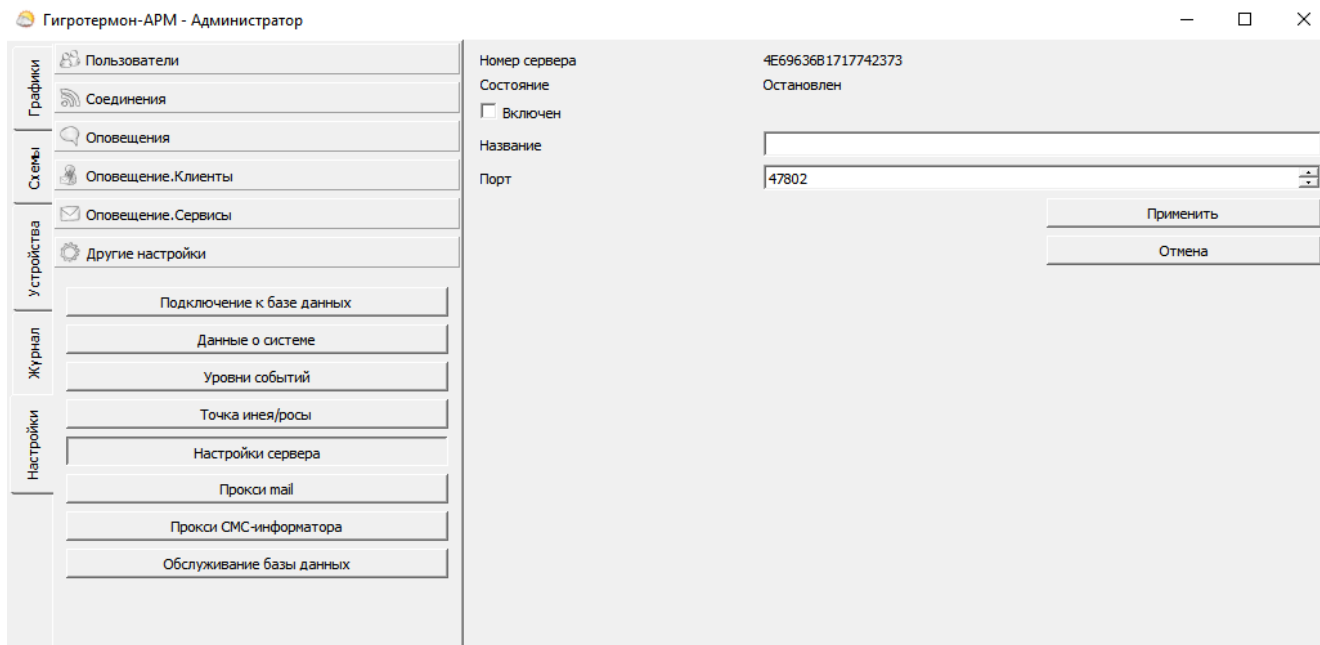 Гигротермон-АРМ - Администратор
Графики
Схемы
Устройства
Журнал
Настройки
Пользователи
Соединения
Оповещения
Оповещение.Клиенты
Оповещение.Сервисы
Другие настройки
Подключение к базе данных
Данные о системе
Уровни событий
Точка инея/росы
Настройки сервера
Прокси mail
Прокси СМС-информатора
Обслуживание базы данных
Номер сервера 4E69636B1717742373
Состояние Остановлен
Включен
Название
Порт 47802
Применить
Отмена